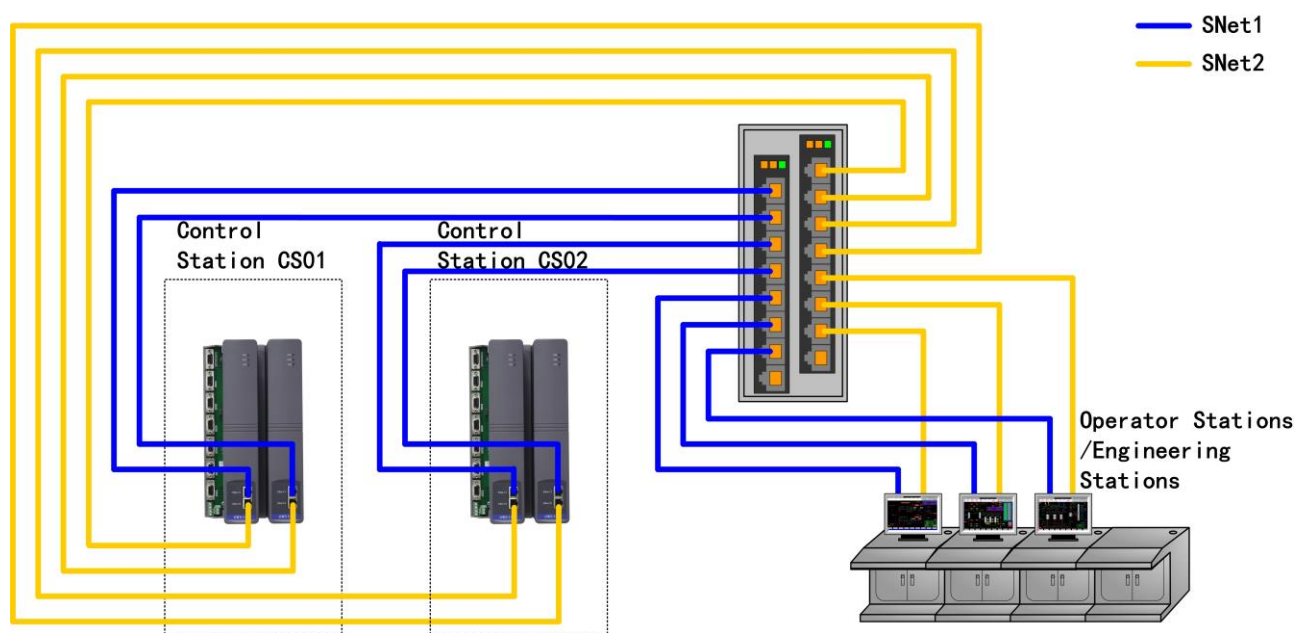 SNet1
SNet2
Control
Station CS01
Control
Station CS02
Operator Stations
/Engineering
Stations